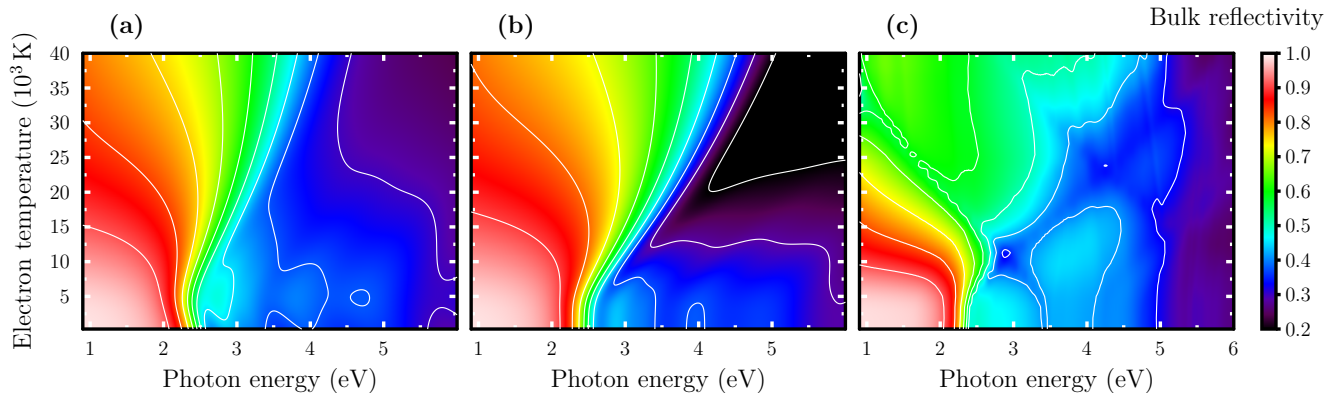 (a) (b) (c) Bulk reflectivity
Electron temperature (10³ K)
40
35
30
25
20
15
10
5
1 2 3 4 5
Photon energy (eV)
1 2 3 4 5
Photon energy (eV)
1 2 3 4 5 6
Photon energy (eV)
1.0
0.9
0.8
0.7
0.6
0.5
0.4
0.3
0.2